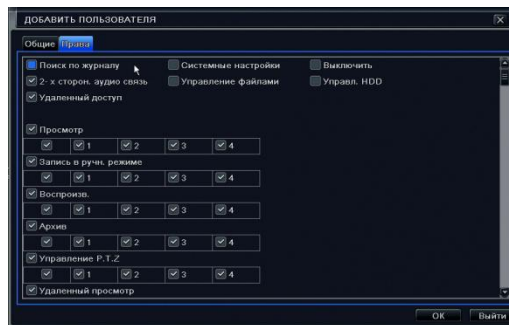 ДОБАВИТЬ ПОЛЬЗОВАТЕЛЯ
Общие Права
Поиск по журналу Системные настройки Выключить
2- х сторон. аудио связь Управление файлами Управл. HDD
Удаленный доступ
Просмотр
1 2 3 4
Запись в ручн. режиме
1 2 3 4
Воспроизв.
1 2 3 4
Архив
1 2 3 4
Управление P.T.Z
1 2 3 4
Удаленный просмотр
OK Выйти